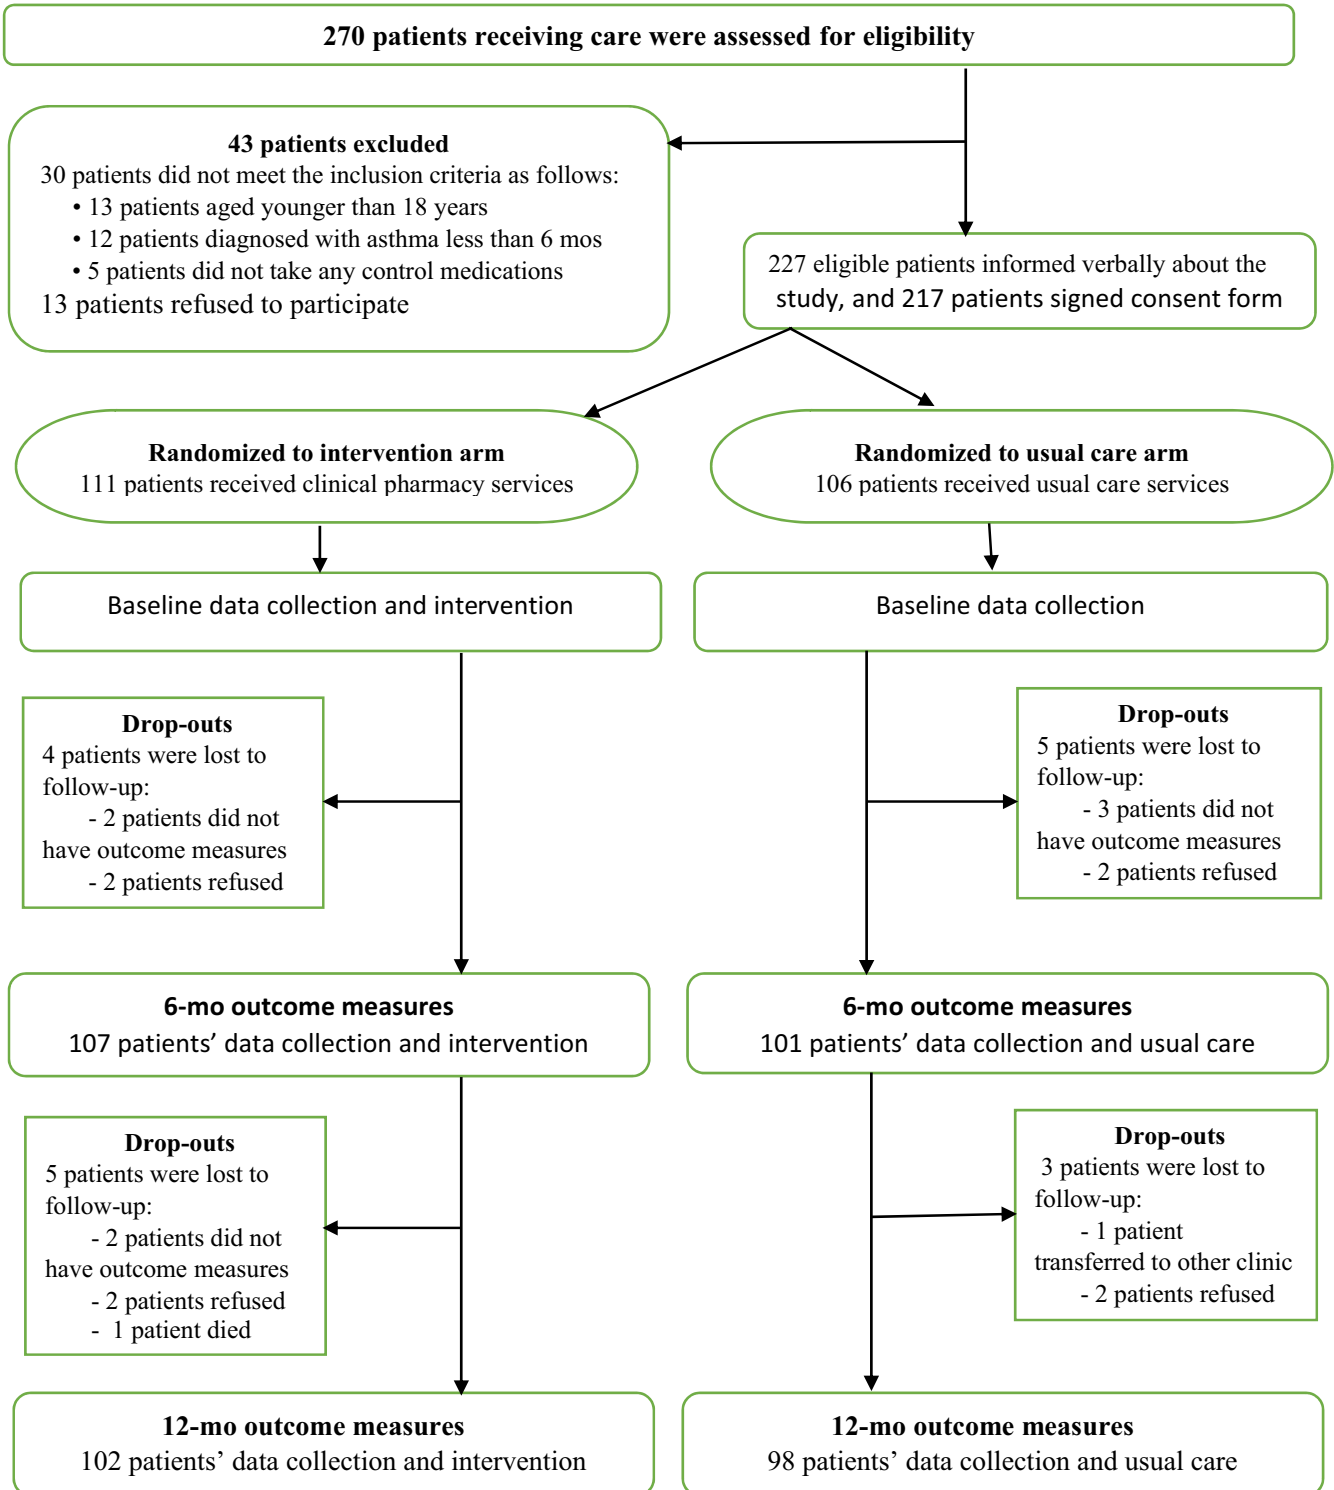 270 patients receiving care were assessed for eligibility
43 patients excluded
30 patients did not meet the inclusion criteria as follows:
• 13 patients aged younger than 18 years
• 12 patients diagnosed with asthma less than 6 mos
• 5 patients did not take any control medications
13 patients refused to participate
227 eligible patients informed verbally about the
study, and 217 patients signed consent form
Randomized to intervention arm
111 patients received clinical pharmacy services
Randomized to usual care arm
106 patients received usual care services
Baseline data collection and intervention
Baseline data collection
Drop-outs
4 patients were lost to
follow-up:
- 2 patients did not
have outcome measures
- 2 patients refused
Drop-outs
5 patients were lost to
follow-up:
- 3 patients did not
have outcome measures
- 2 patients refused
6-mo outcome measures
107 patients’ data collection and intervention
6-mo outcome measures
101 patients’ data collection and usual care
Drop-outs
5 patients were lost to
follow-up:
- 2 patients did not
have outcome measures
- 2 patients refused
- 1 patient died
Drop-outs
3 patients were lost to
follow-up:
- 1 patient
transferred to other clinic
- 2 patients refused
12-mo outcome measures
102 patients’ data collection and intervention
12-mo outcome measures
98 patients’ data collection and usual care